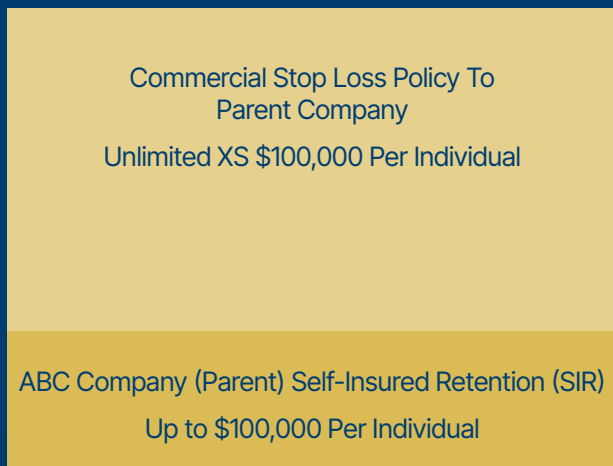 Commercial Stop Loss Policy To
Parent Company
Unlimited XS $100,000 Per Individual
ABC Company (Parent) Self-Insured Retention (SIR)
Up to $100,000 Per Individual